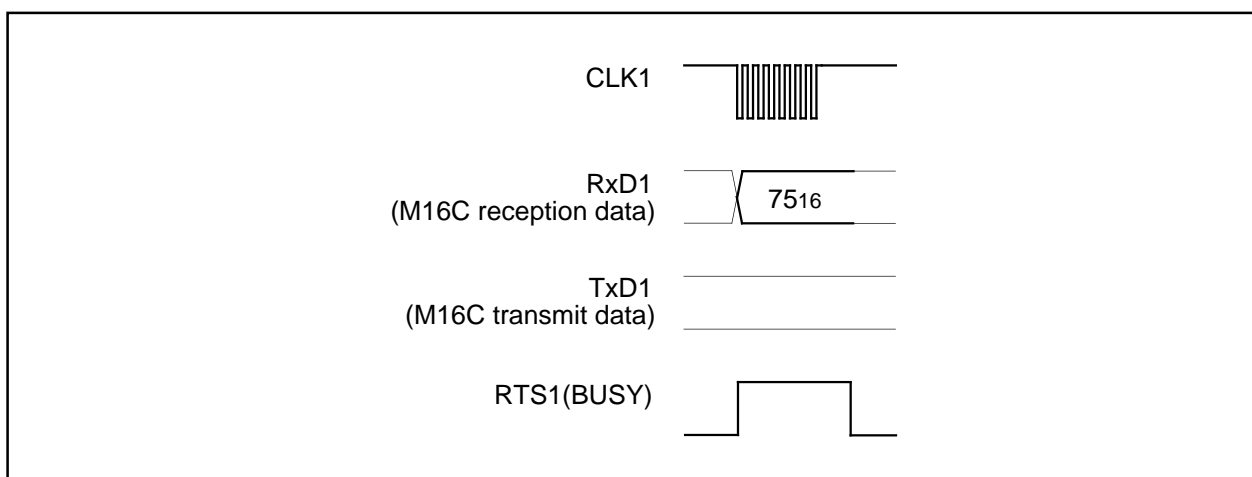 CLK1
RxD1
(M16C reception data)
7516
TxD1
(M16C transmit data)
RTS1(BUSY)